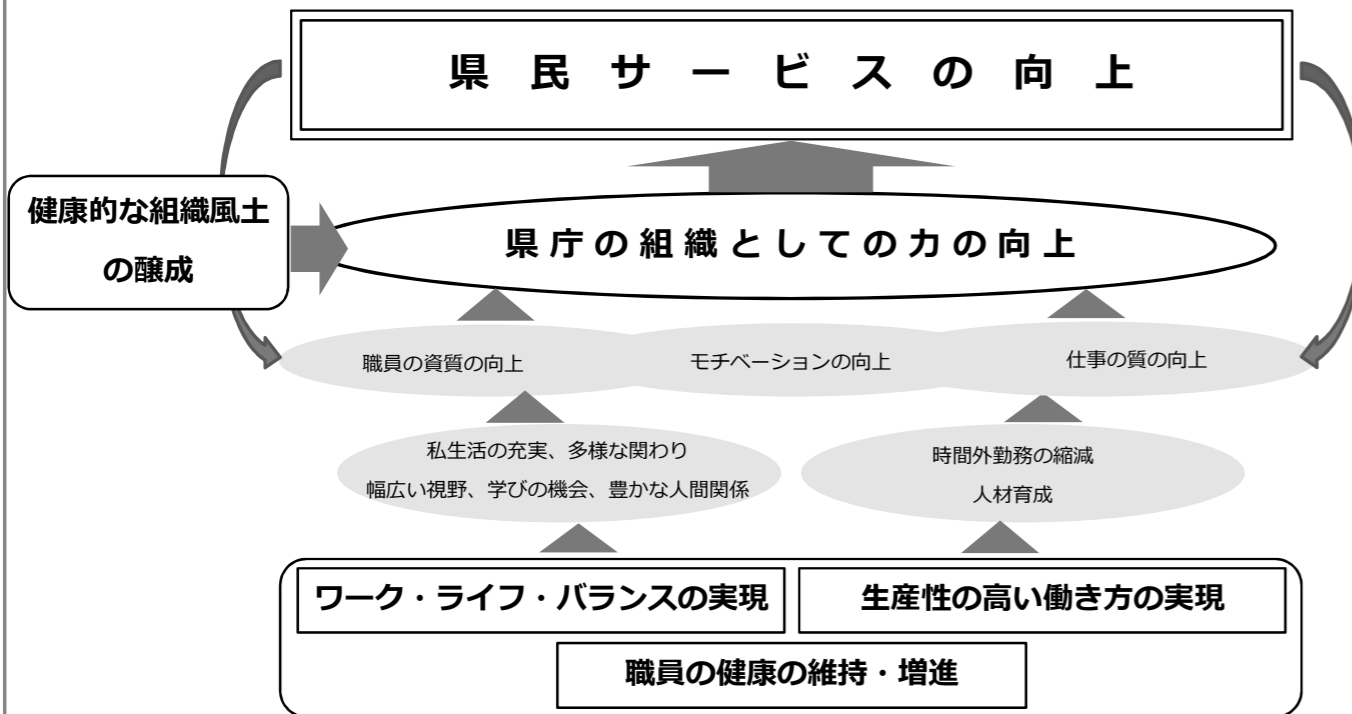 県民サービスの向上
健康的な組織風土
の醸成
県庁の組織としての力の向上
職員の資質の向上
モチベーションの向上
仕事の質の向上
私生活の充実、多様な関わり
幅広い視野、学びの機会、豊かな人間関係
時間外勤務の縮減
人材育成
ワーク・ライフ・バランスの実現
生産性の高い働き方の実現
職員の健康の維持・増進